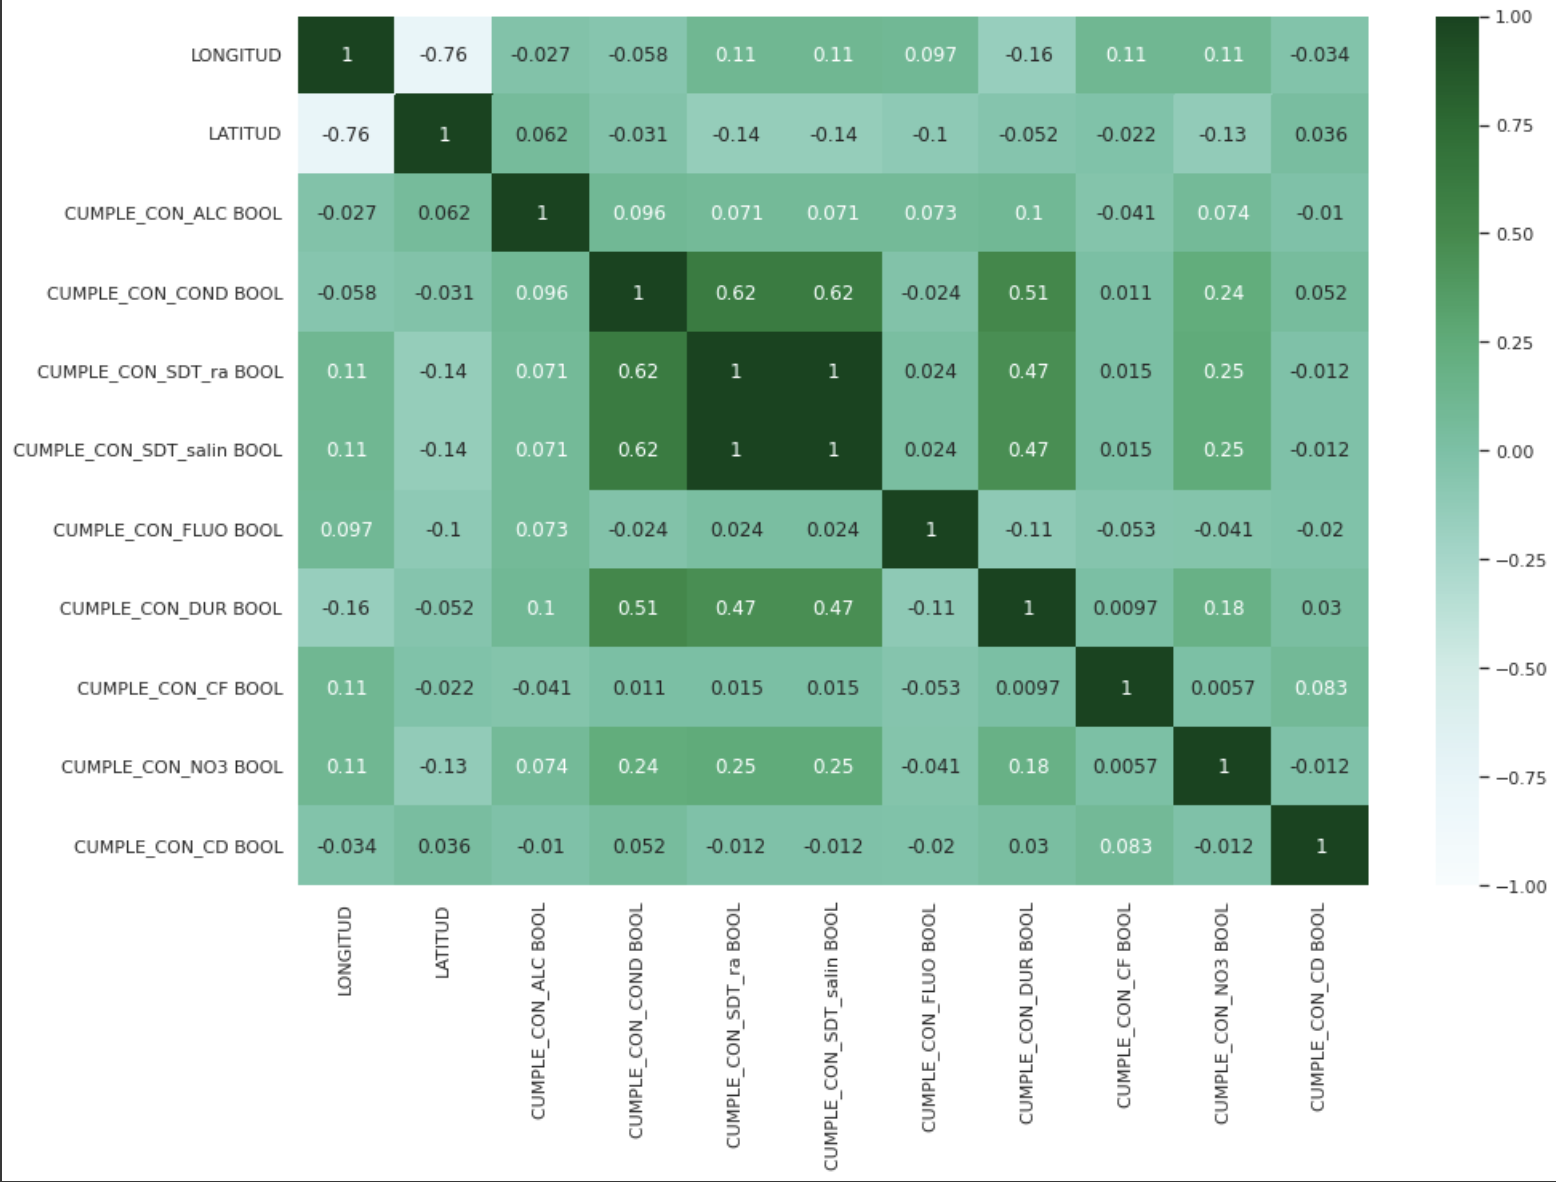 LONGITUD 1 -0.76 -0.027 -0.058 0.11 0.11 0.097 -0.16 0.11 0.11 -0.034
LATITUD -0.76 1 0.062 -0.031 -0.14 -0.14 -0.1 -0.052 -0.022 -0.13 0.036
CUMPLE_CON_ALC BOOL -0.027 0.062 1 0.096 0.071 0.071 0.073 0.1 -0.041 0.074 -0.01
CUMPLE_CON_COND BOOL -0.058 -0.031 0.096 1 0.62 0.62 -0.024 0.51 0.011 0.24 0.052
CUMPLE_CON_SDT_ra BOOL 0.11 -0.14 0.071 0.62 1 1 0.024 0.47 0.015 0.25 -0.012
CUMPLE_CON_SDT_salin BOOL 0.11 -0.14 0.071 0.62 1 1 0.024 0.47 0.015 0.25 -0.012
CUMPLE_CON_FLUO BOOL 0.097 -0.1 0.073 -0.024 0.024 0.024 1 -0.11 -0.053 -0.041 -0.02
CUMPLE_CON_DUR BOOL -0.16 -0.052 0.1 0.51 0.47 0.47 -0.11 1 0.0097 0.18 0.03
CUMPLE_CON_CF BOOL 0.11 -0.022 -0.041 0.011 0.015 0.015 -0.053 0.0097 1 0.0057 0.083
CUMPLE_CON_NO3 BOOL 0.11 -0.13 0.074 0.24 0.25 0.25 -0.041 0.18 0.0057 1 -0.012
CUMPLE_CON_CD BOOL -0.034 0.036 -0.01 0.052 -0.012 -0.012 -0.02 0.03 0.083 -0.012 1
LONGITUD
LATITUD
CUMPLE_CON_ALC BOOL
CUMPLE_CON_COND BOOL
CUMPLE_CON_SDT_ra BOOL
CUMPLE_CON_SDT_salin BOOL
CUMPLE_CON_FLUO BOOL
CUMPLE_CON_DUR BOOL
CUMPLE_CON_CF BOOL
CUMPLE_CON_NO3 BOOL
CUMPLE_CON_CD BOOL
1.00
0.75
0.50
0.25
0.00
−0.25
−0.50
−0.75
−1.00